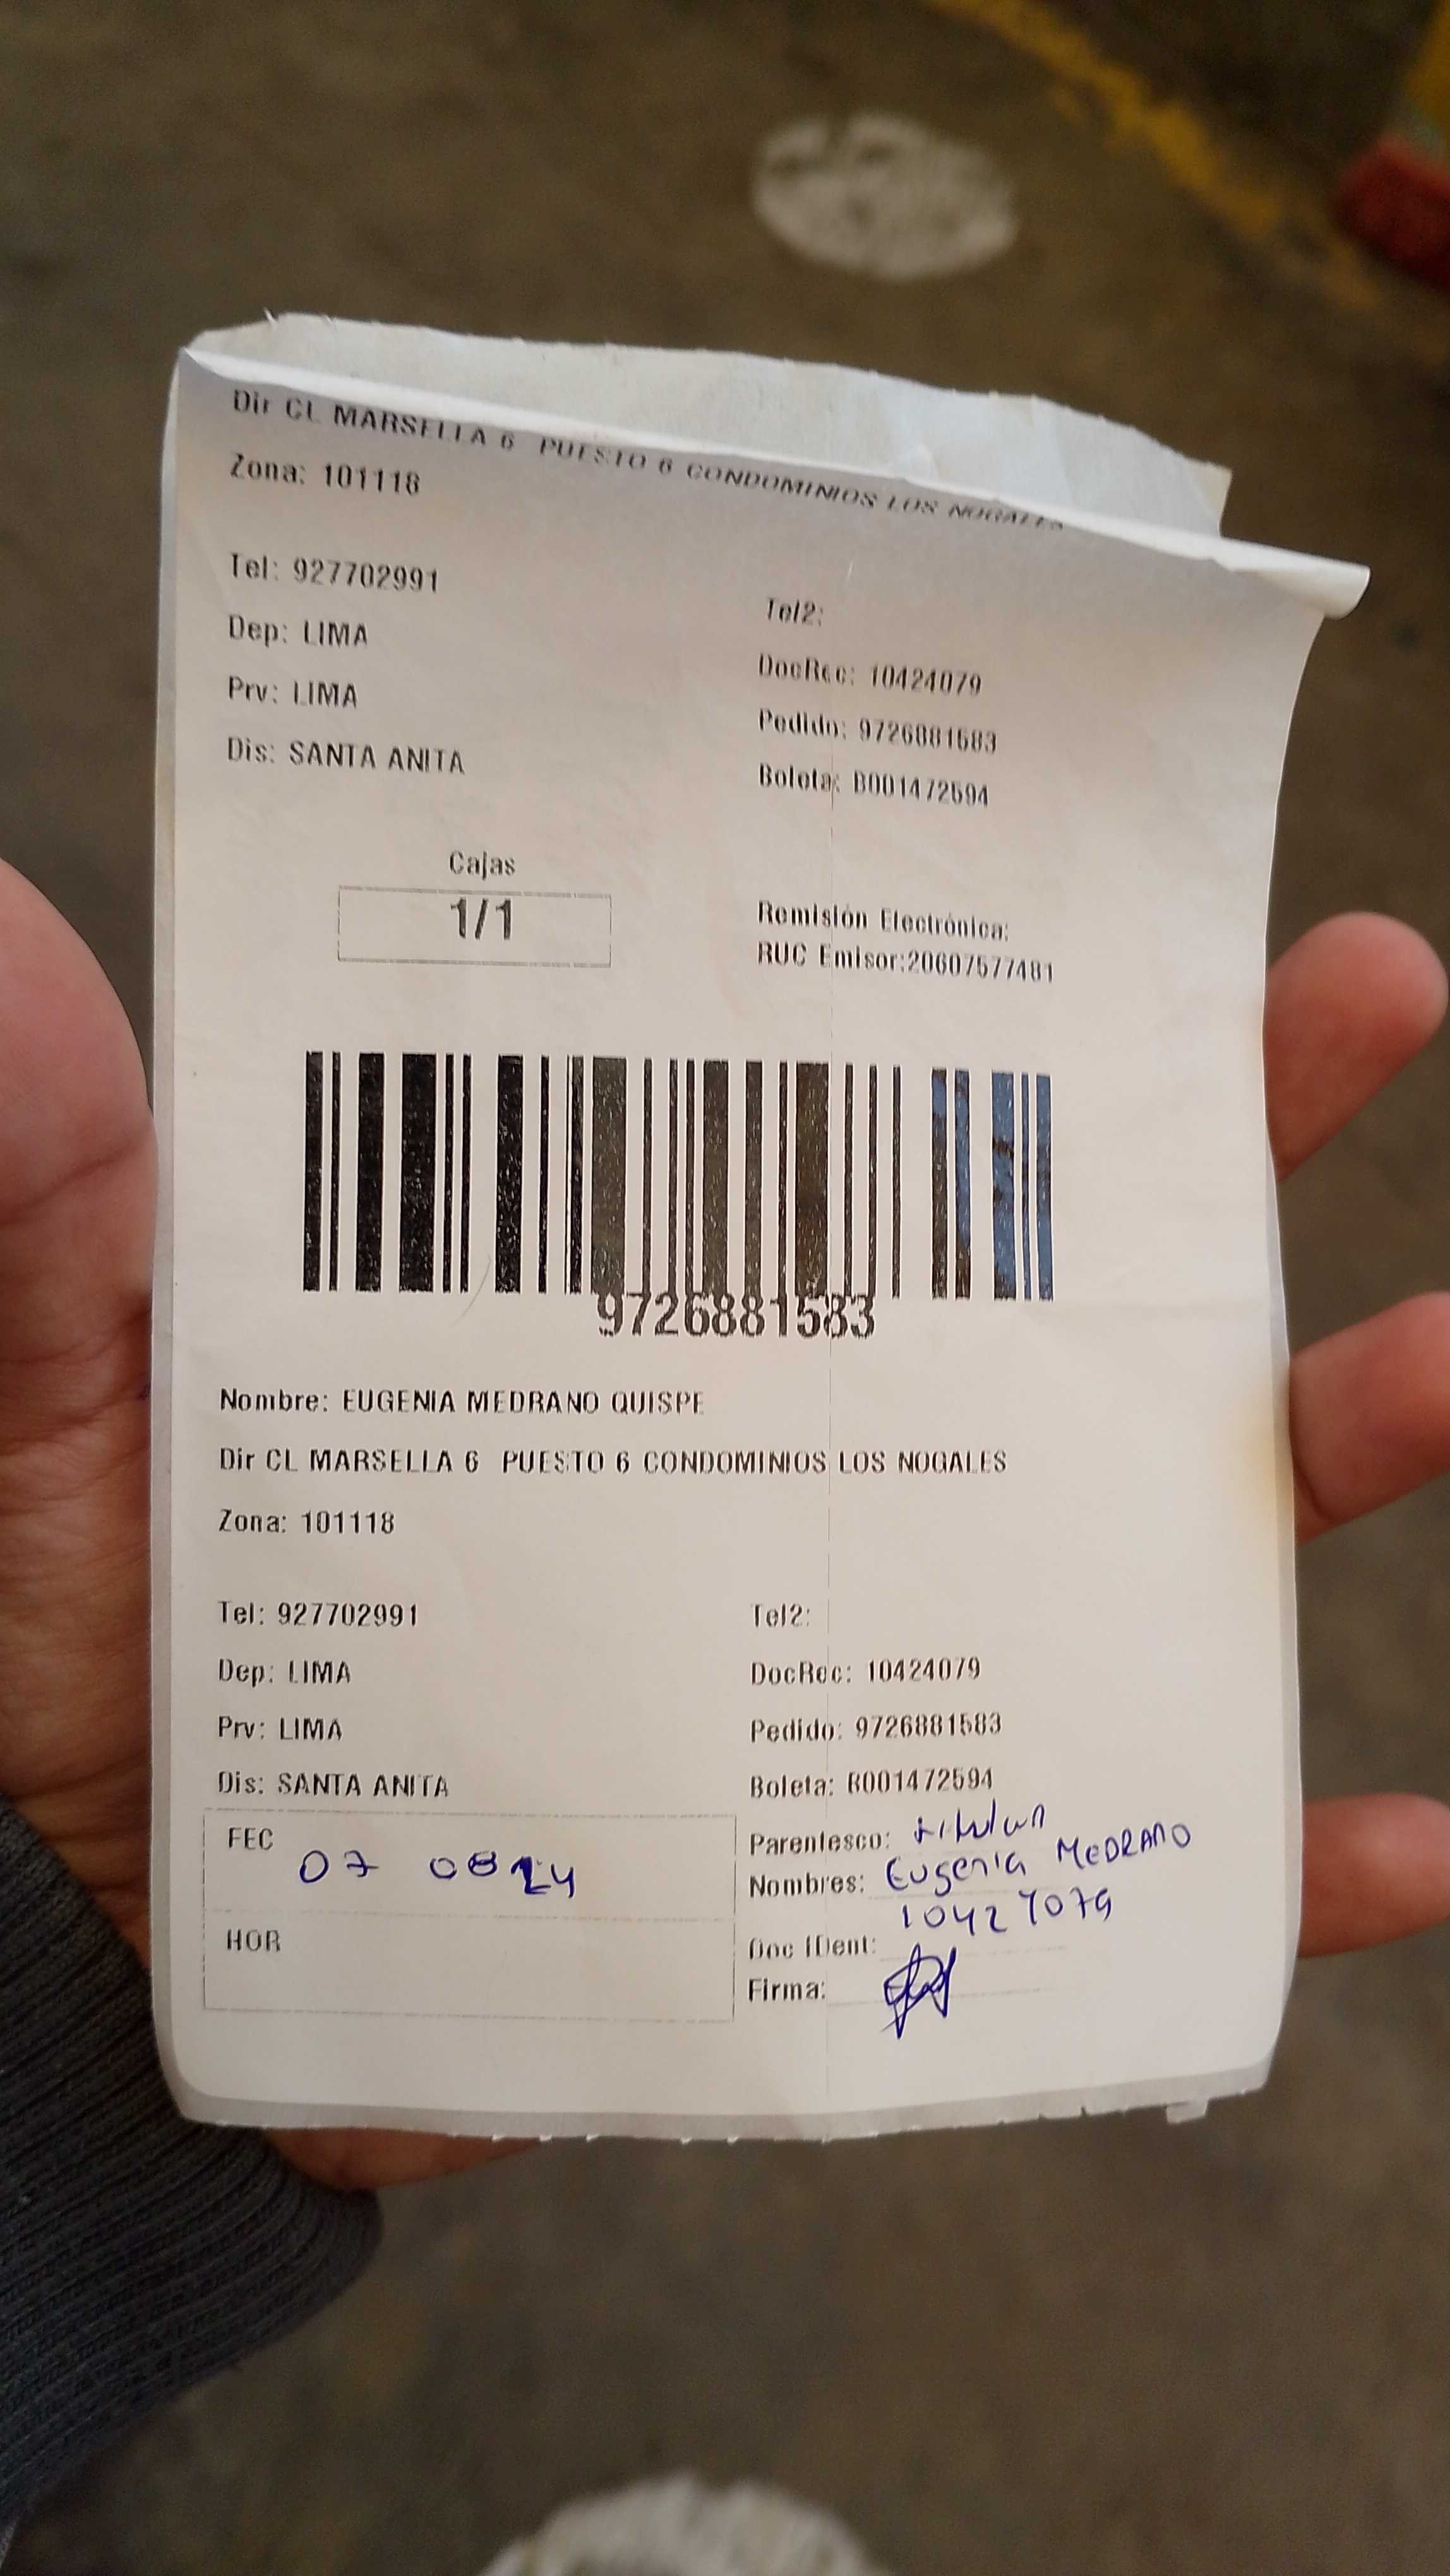 Dir CL MARSELLA 6 PUESTO 6 CONDOMINIOS LOS NOGALES
Zona: 101118
Tel: 927702991
Tel2:
Dep: LIMA
DocRec: 10424079
Prv: LIMA
Pedido: 9726881583
Dis: SANTA ANITA
Boleta: B001472594
Cajas
1/1
Remisión Electrónica:
RUC Emisor:20607577481
9726881583
Nombre: EUGENIA MEDRANO QUISPE
Dir CL MARSELLA 6 PUESTO 6 CONDOMINIOS LOS NOGALES
Zona: 101118
Tel: 927702991
Tel2:
Dep: LIMA
DocRec: 10424079
Prv: LIMA
Pedido: 9726881583
Dis: SANTA ANITA
Boleta: B001472594
FEC
07 08 24
Parentesco: titular
Nombres: Eugenia MEDRANO
10424079
HOR
Doc IDent:
Firma: